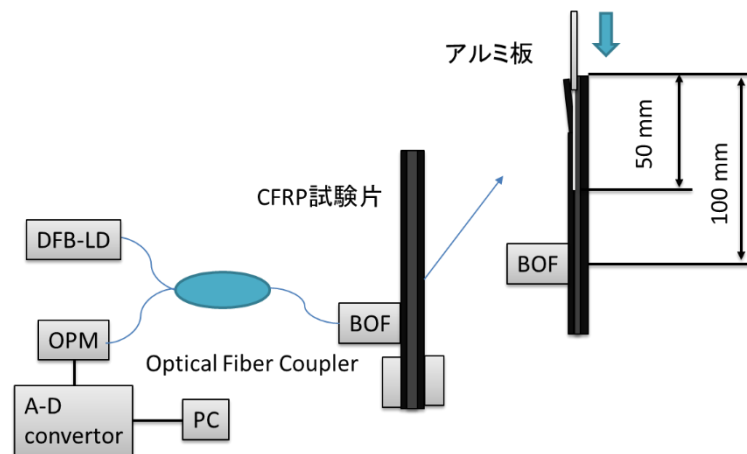 アルミ板
50 mm
100 mm
CFRP試験片
DFB-LD
BOF
BOF
OPM
Optical Fiber Coupler
A-D
convertor
PC